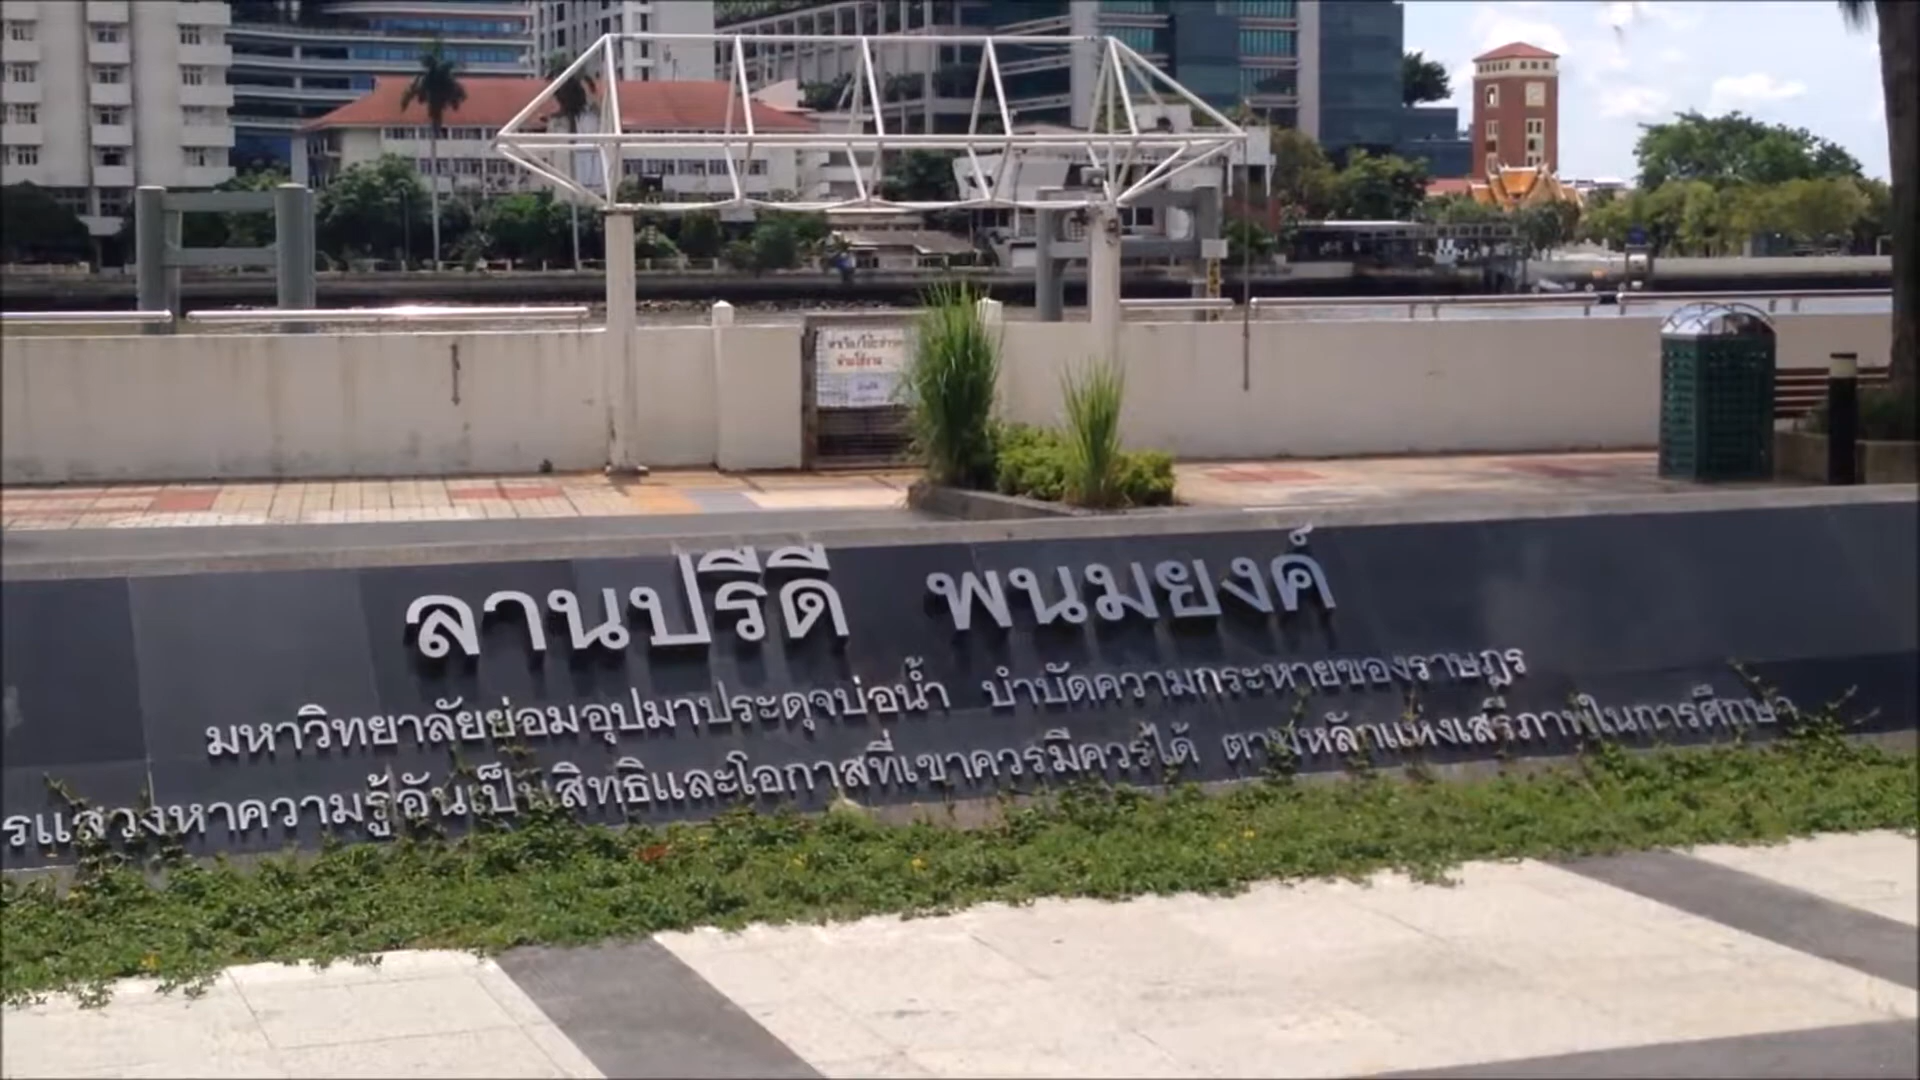 ลานปรีดี พนมยงค์
มหาวิทยาลัยย่อมอุปมาประดุจบ่อน้ำ บำบัดความกระหายของราษฎร
รแสวงหาความรู้อันเป็นสิทธิและโอกาสที่เขาควรมีควรได้ ตามหลักแห่งเสรีภาพในการศึกษา